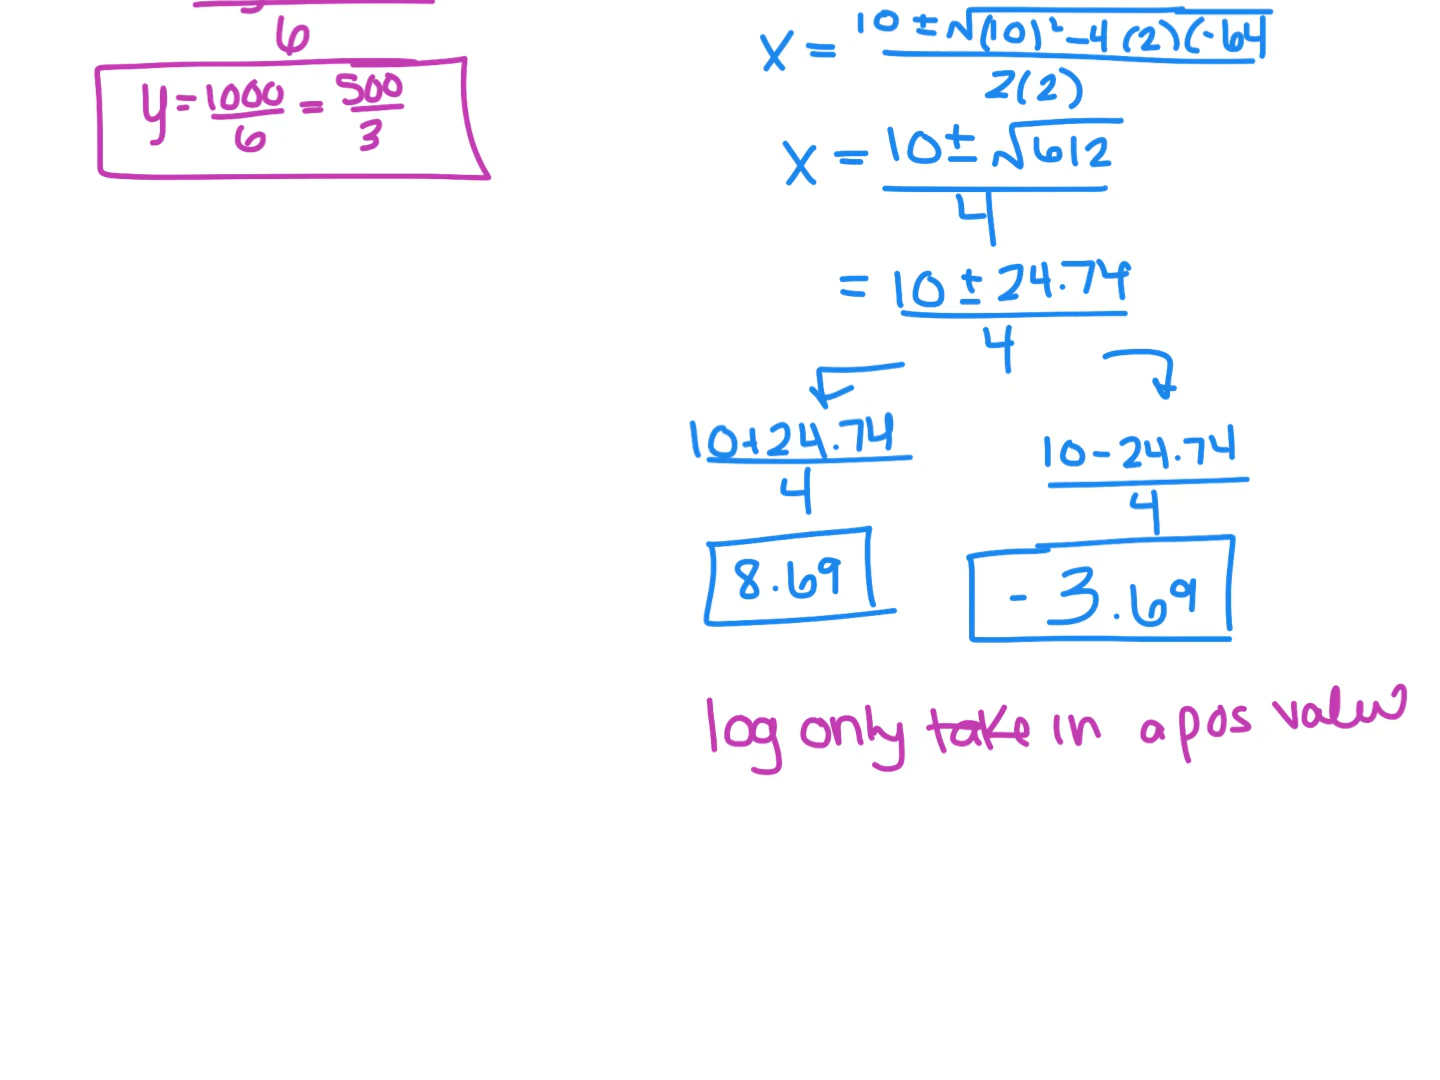 6
y = 1000/6 = 500/3
x = 10 ± √(10)² - 4(2)(-64
2(2)
x = 10 ± √612
4
= 10 ± 24.74
4
10+24.74
4
10-24.74
4
8.69
-3.69
log only take in a pos value